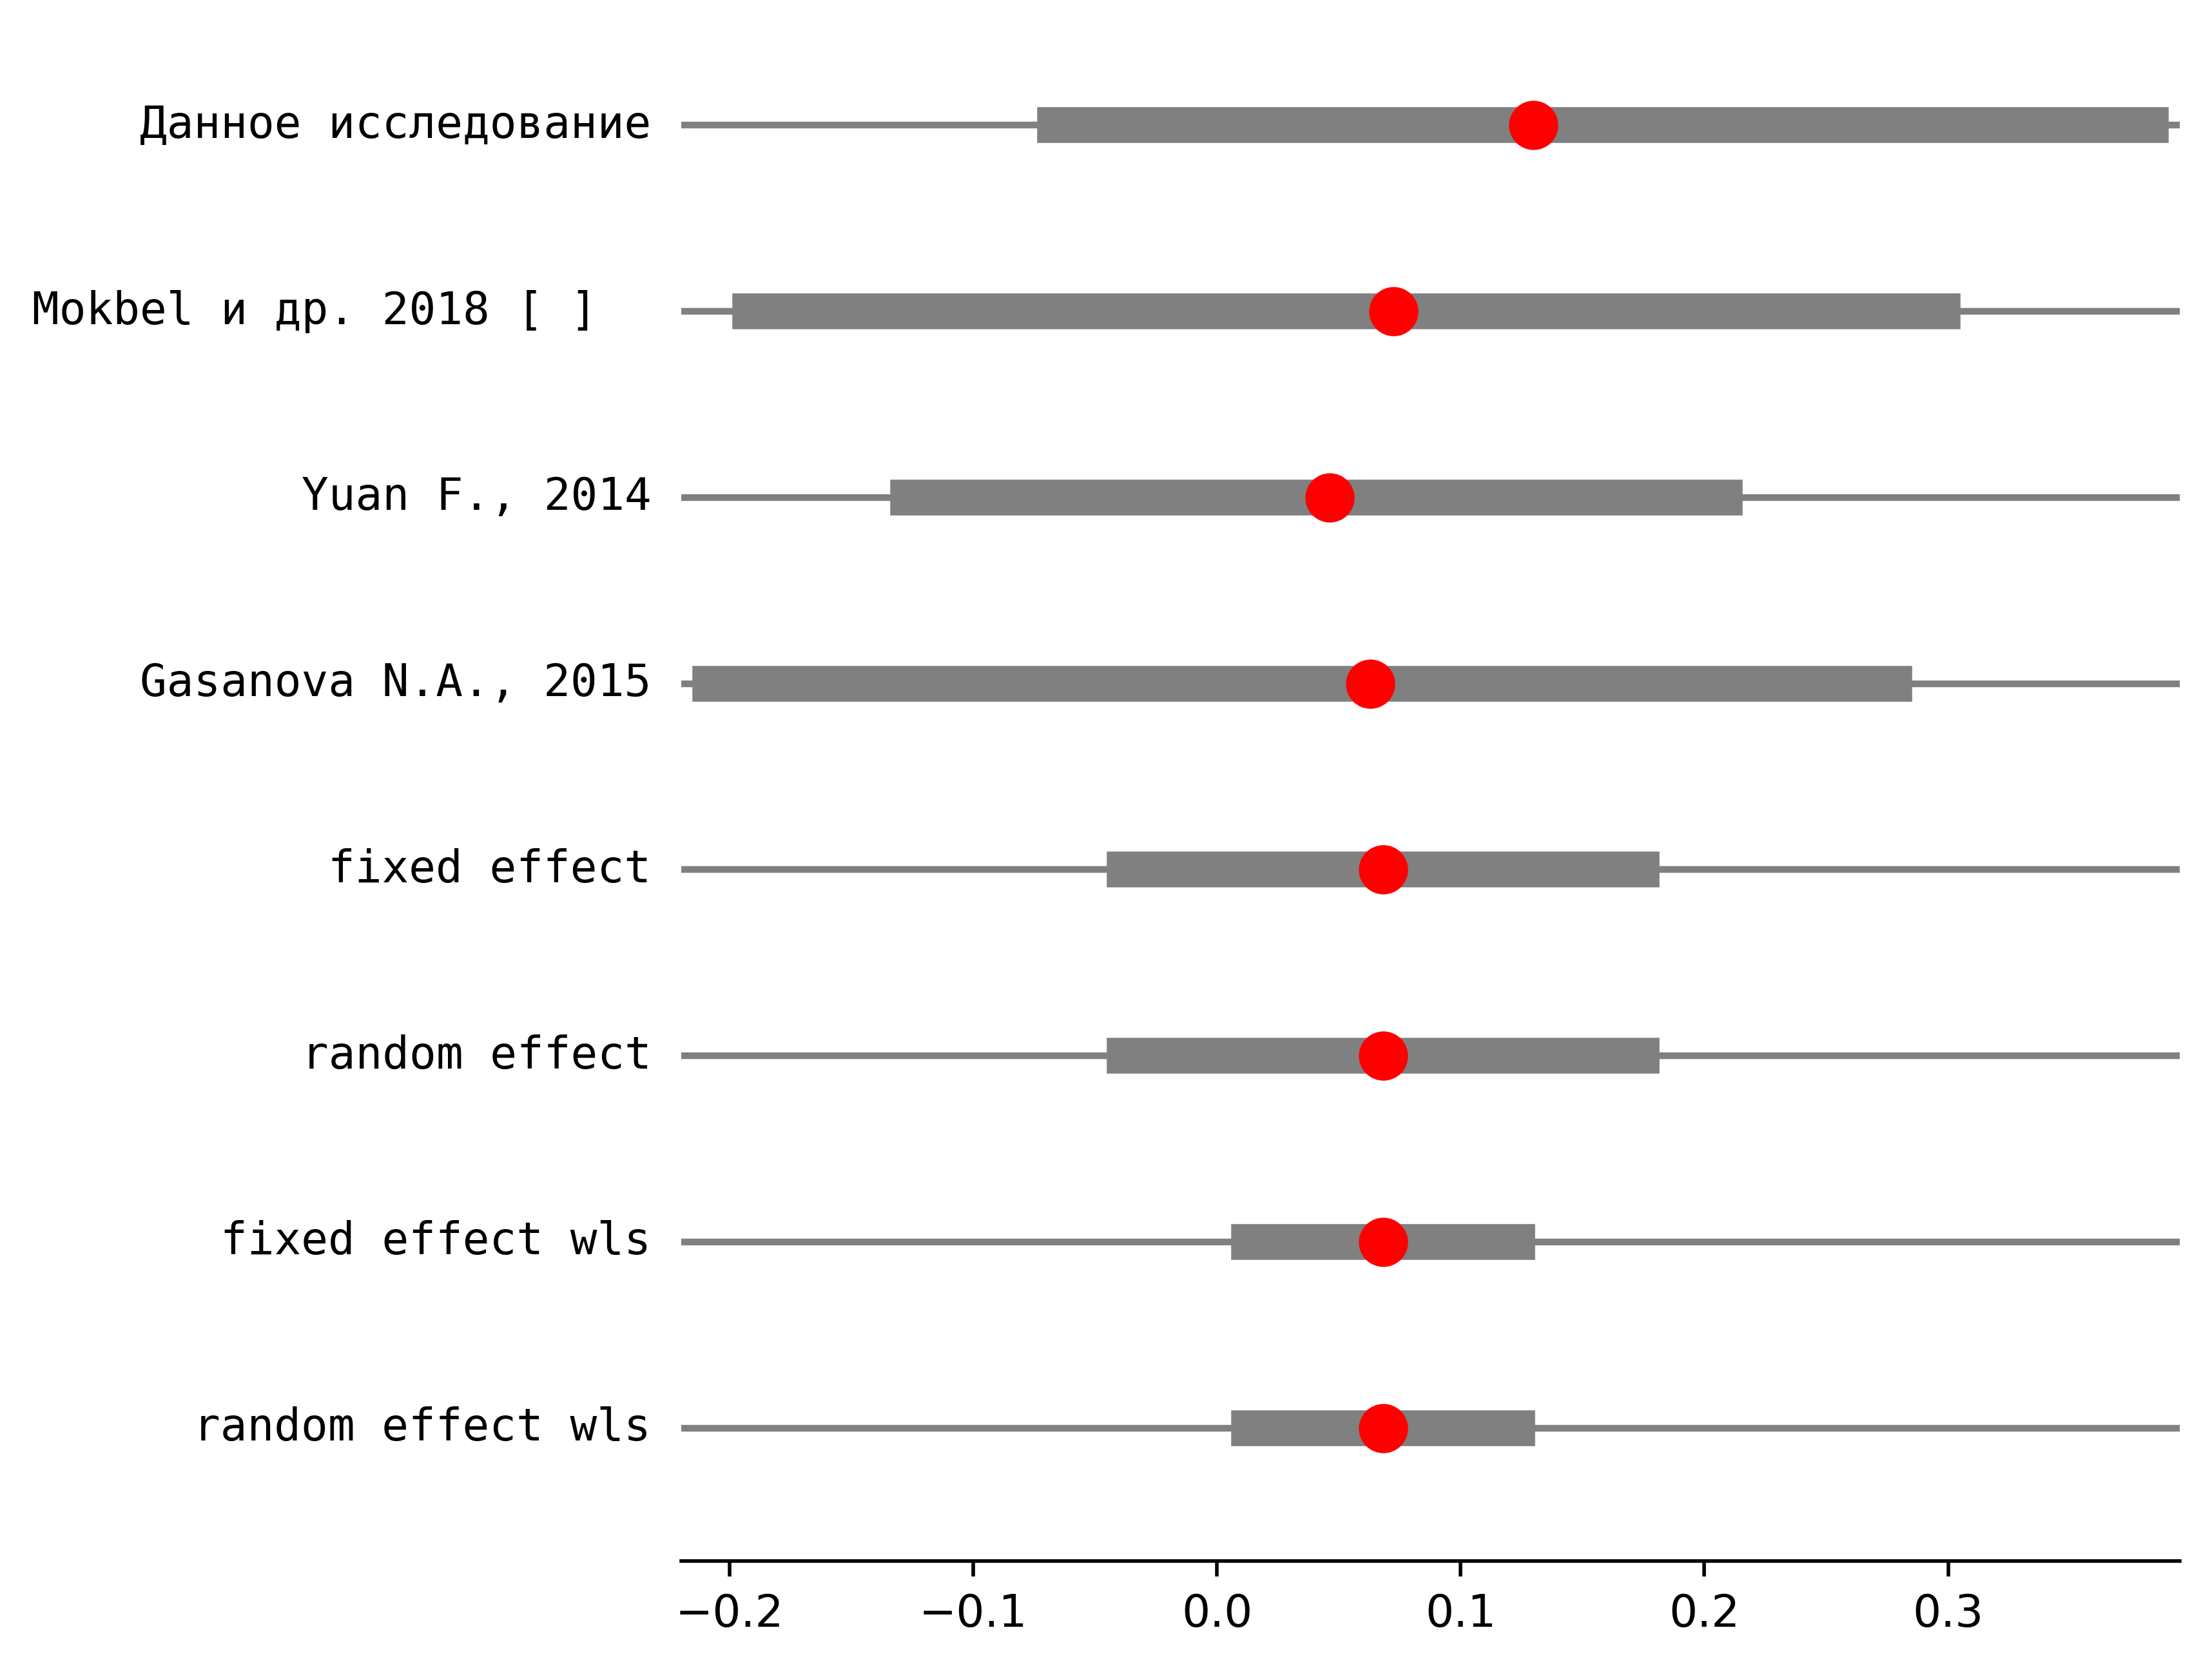 Данное исследование
Mokbel и др. 2018 [ ]
Yuan F., 2014
Gasanova N.A., 2015
fixed effect
random effect
fixed effect wls
random effect wls
−0.2 −0.1 0.0 0.1 0.2 0.3